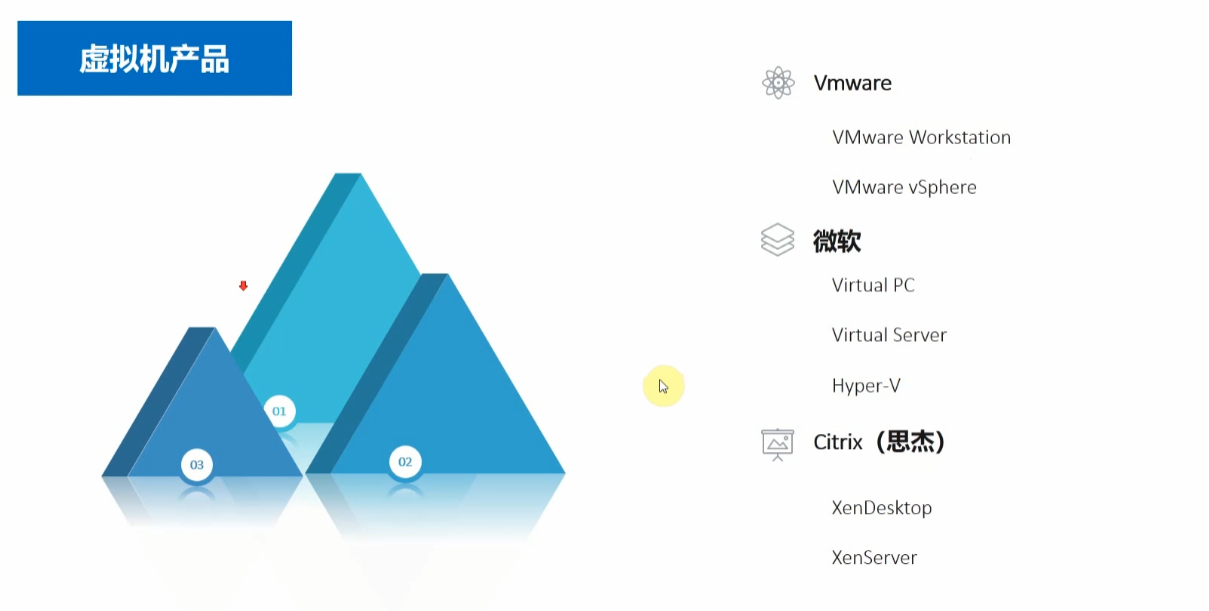 虚拟机产品
Vmware
VMware Workstation
VMware vSphere
微软
Virtual PC
Virtual Server
Hyper-V
Citrix（思杰）
XenDesktop
XenServer
01
02
03